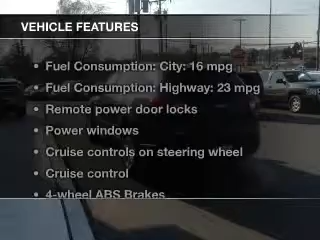 VEHICLE FEATURES
• Fuel Consumption: City: 16 mpg
• Fuel Consumption: Highway: 23 mpg
• Remote power door locks
• Power windows
• Cruise controls on steering wheel
• Cruise control
• 4-wheel ABS Brakes